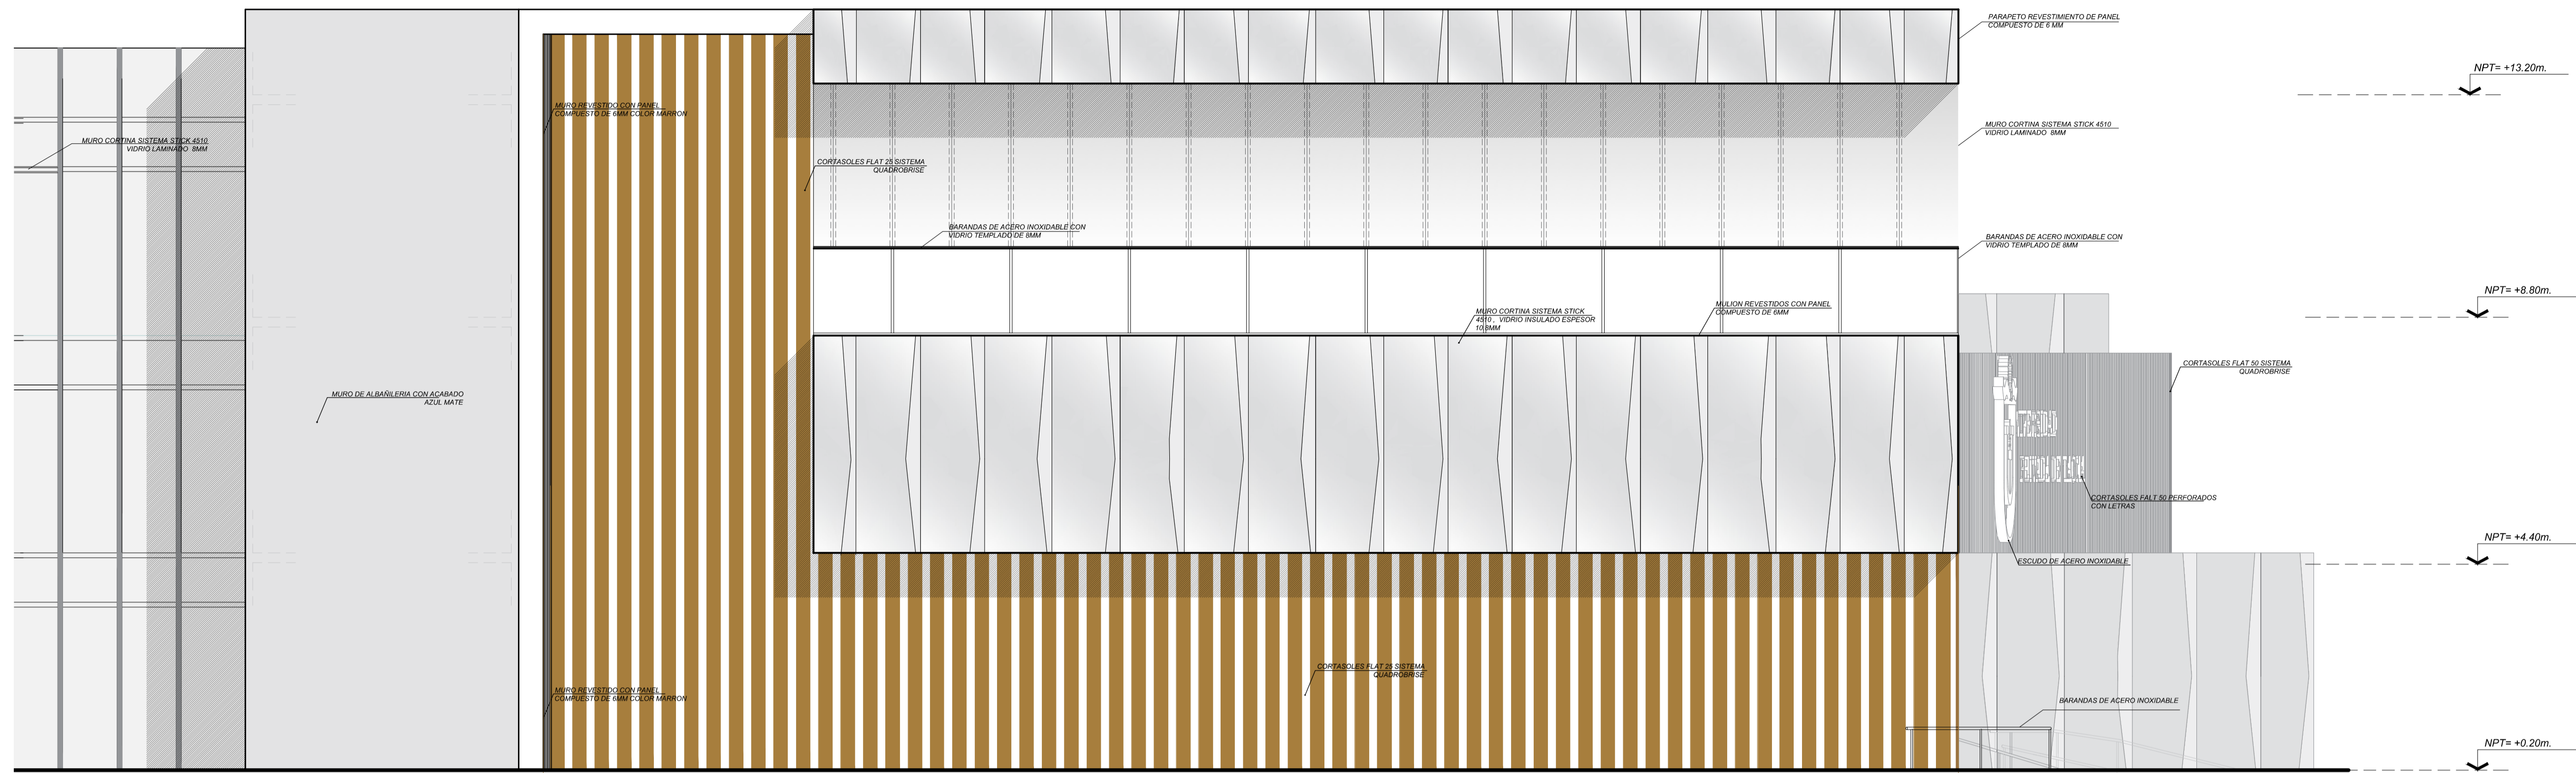 PARAPETO REVESTIMIENTO DE PANEL
COMPUESTO DE 6 MM
NPT= +13.20m.
MURO REVESTIDO CON PANEL
COMPUESTO DE 6MM COLOR MARRON
MURO CORTINA SISTEMA STICK 4510
VIDRIO LAMINADO 8MM
MURO CORTINA SISTEMA STICK 4510
VIDRIO LAMINADO 8MM
CORTASOLES FLAT 25 SISTEMA
QUADROBRISE
BARANDAS DE ACERO INOXIDABLE CON
VIDRIO TEMPLADO DE 8MM
BARANDAS DE ACERO INOXIDABLE CON
VIDRIO TEMPLADO DE 8MM
NPT= +8.80m.
MULION REVESTIDOS CON PANEL
COMPUESTO DE 6MM
MURO CORTINA SISTEMA STICK
4510 , VIDRIO INSULADO ESPESOR
10.8MM
CORTASOLES FLAT 50 SISTEMA
QUADROBRISE
MURO DE ALBAÑILERIA CON ACABADO
AZUL MATE
CORTASOLES FALT 50 PERFORADOS
CON LETRAS
NPT= +4.40m.
ESCUDO DE ACERO INOXIDABLE
CORTASOLES FLAT 25 SISTEMA
QUADROBRISE
MURO REVESTIDO CON PANEL
COMPUESTO DE 6MM COLOR MARRON
BARANDAS DE ACERO INOXIDABLE
NPT= +0.20m.